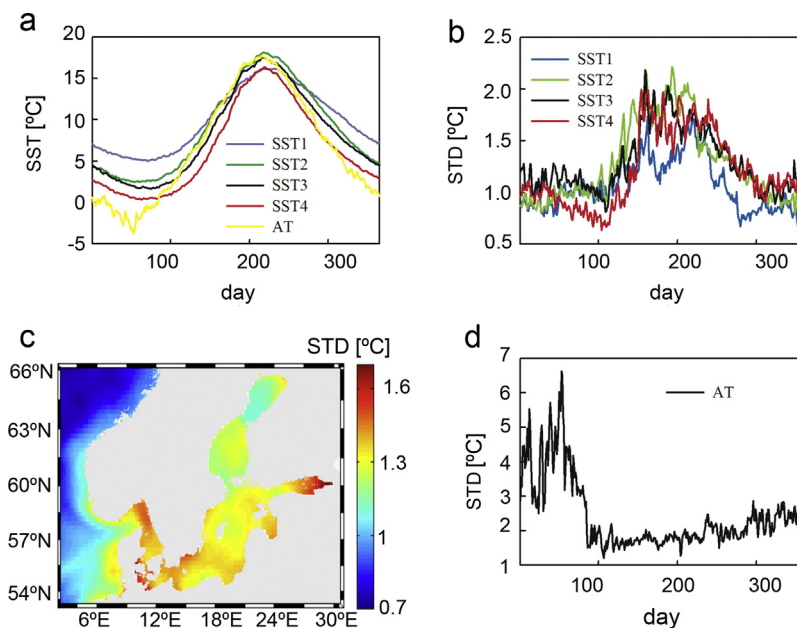 a
SST [ºC]
20
15
10
5
0
-5
SST1
SST2
SST3
SST4
AT
100 200 300
day
b
STD [ºC]
2.5
2.0
1.5
1.0
0.5
SST1
SST2
SST3
SST4
100 200 300
day
c
STD [ºC]
66ºN
63ºN
60ºN
57ºN
54ºN
6ºE 12ºE 18ºE 24ºE 30ºE
1.6
1.3
1
0.7
d
STD [ºC]
7
6
5
4
3
2
1
AT
100 200 300
day